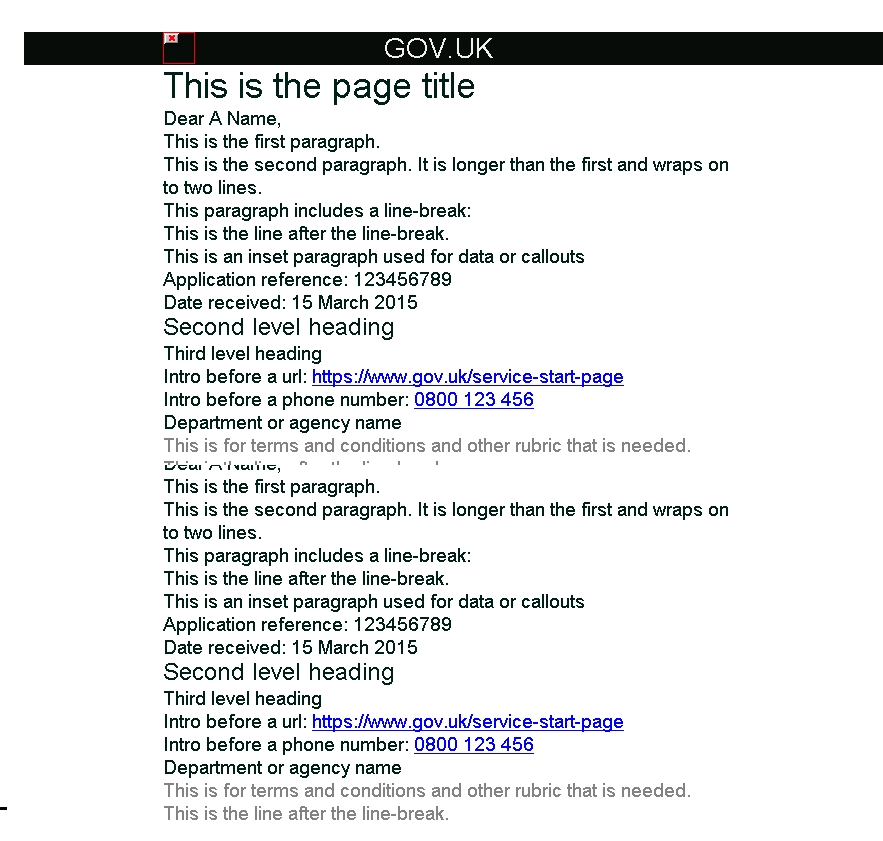 GOV.UK
This is the page title
Dear A Name,
This is the first paragraph.
This is the second paragraph. It is longer than the first and wraps on
to two lines.
This paragraph includes a line-break:
This is the line after the line-break.
This is an inset paragraph used for data or callouts
Application reference: 123456789
Date received: 15 March 2015
Second level heading
Third level heading
Intro before a url: https://www.gov.uk/service-start-page
Intro before a phone number: 0800 123 456
Department or agency name
This is for terms and conditions and other rubric that is needed.
Dear A Name,
This is the first paragraph.
This is the second paragraph. It is longer than the first and wraps on
to two lines.
This paragraph includes a line-break:
This is the line after the line-break.
This is an inset paragraph used for data or callouts
Application reference: 123456789
Date received: 15 March 2015
Second level heading
Third level heading
Intro before a url: https://www.gov.uk/service-start-page
Intro before a phone number: 0800 123 456
Department or agency name
This is for terms and conditions and other rubric that is needed.
This is the line after the line-break.